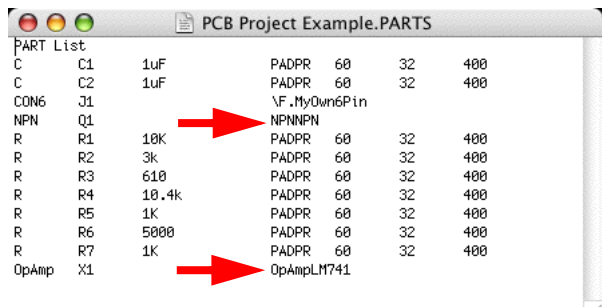 PCB Project Example.PARTS
PART List
C C1 1uF PADPR 60 32 400
C C2 1uF PADPR 60 32 400
CON6 J1 \F.MyOwn6Pin
NPN Q1 NPNNPN
R R1 10K PADPR 60 32 400
R R2 3k PADPR 60 32 400
R R3 610 PADPR 60 32 400
R R4 10.4k PADPR 60 32 400
R R5 1K PADPR 60 32 400
R R6 5000 PADPR 60 32 400
R R7 1K PADPR 60 32 400
OpAmp X1 OpAmpLM741